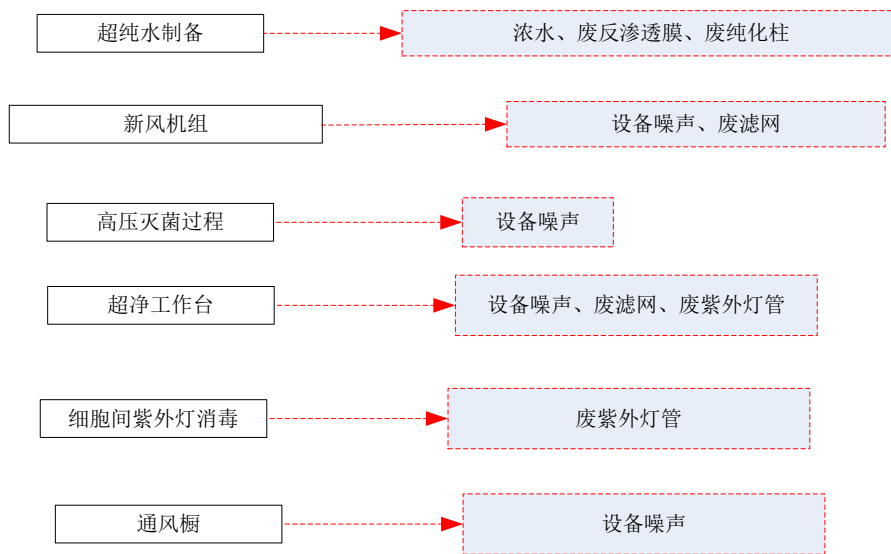 超纯水制备
浓水、废反渗透膜、废纯化柱
新风机组
设备噪声、废滤网
高压灭菌过程
设备噪声
超净工作台
设备噪声、废滤网、废紫外灯管
细胞间紫外灯消毒
废紫外灯管
通风橱
设备噪声